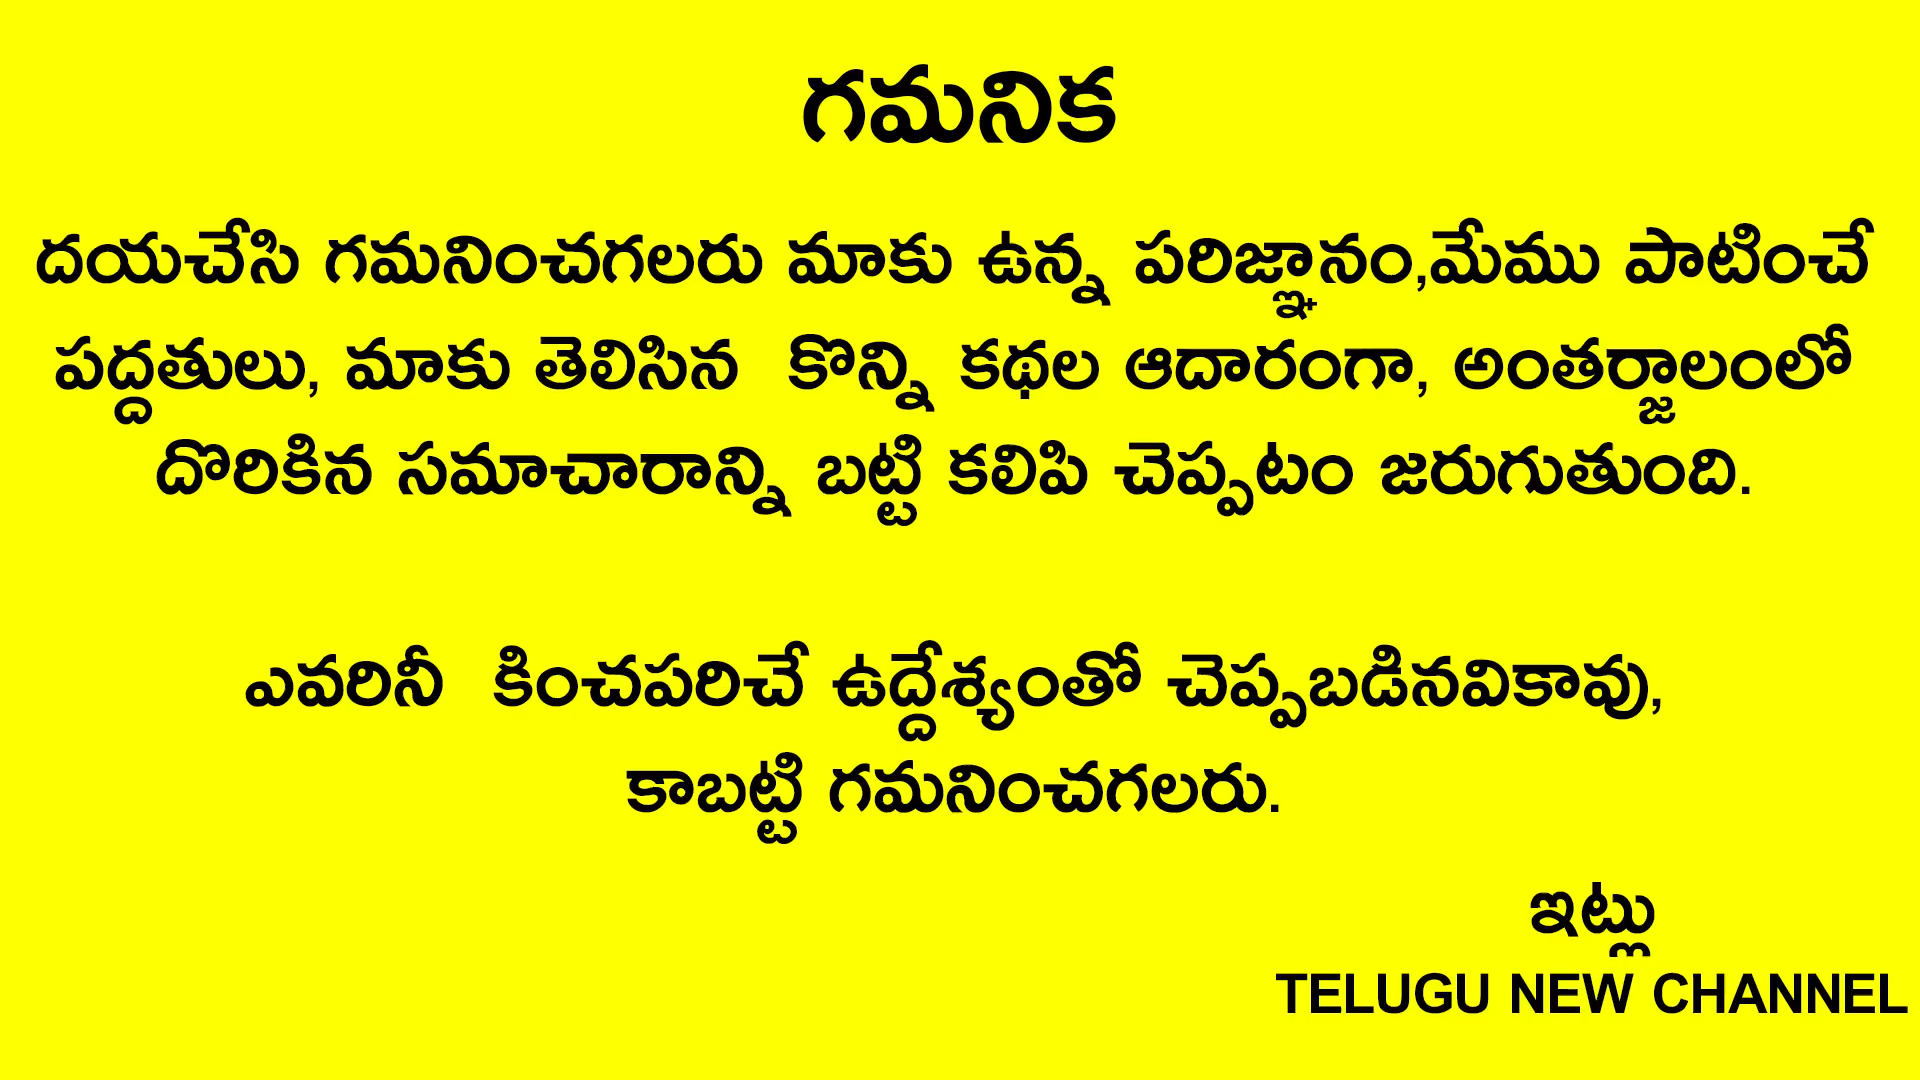 గమనిక
దయచేసి గమనించగలరు మాకు ఉన్న పరిజ్ఞానం,మేము పాటించే
పద్దతులు, మాకు తెలిసిన కొన్ని కథల ఆదారంగా, అంతర్జాలంలో
దొరికిన సమాచారాన్ని బట్టి కలిపి చెప్పటం జరుగుతుంది.
ఎవరినీ కించపరిచే ఉద్దేశ్యంతో చెప్పబడినవికావు,
కాబట్టి గమనించగలరు.
ఇట్లు
TELUGU NEW CHANNEL